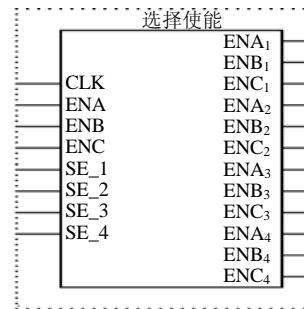 选择使能
CLK
ENA
ENB
ENC
SE_1
SE_2
SE_3
SE_4
ENA₁
ENB₁
ENC₁
ENA₂
ENB₂
ENC₂
ENA₃
ENB₃
ENC₃
ENA₄
ENB₄
ENC₄